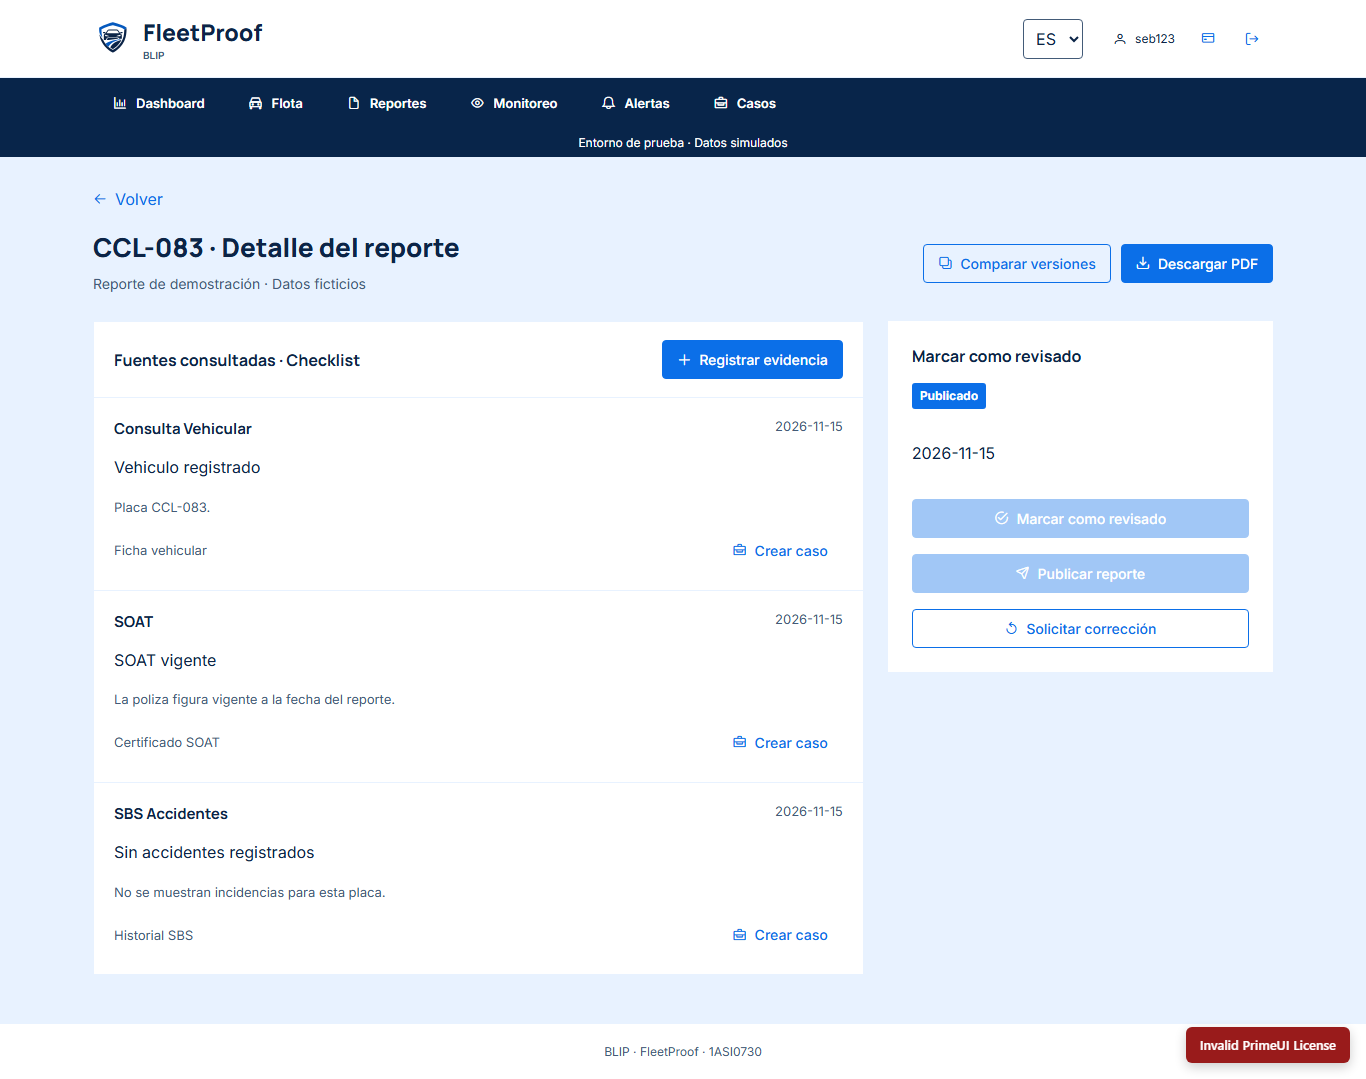 FleetProof
BLIP
ES
seb123
Dashboard
Flota
Reportes
Monitoreo
Alertas
Casos
Entorno de prueba · Datos simulados
Volver
CCL-083 · Detalle del reporte
Reporte de demostración · Datos ficticios
Comparar versiones
Descargar PDF
Fuentes consultadas · Checklist
Registrar evidencia
Consulta Vehicular
2026-11-15
Vehiculo registrado
Placa CCL-083.
Ficha vehicular
Crear caso
SOAT
2026-11-15
SOAT vigente
La poliza figura vigente a la fecha del reporte.
Certificado SOAT
Crear caso
SBS Accidentes
2026-11-15
Sin accidentes registrados
No se muestran incidencias para esta placa.
Historial SBS
Crear caso
Marcar como revisado
Publicado
2026-11-15
Marcar como revisado
Publicar reporte
Solicitar corrección
BLIP · FleetProof · 1ASI0730
Invalid PrimeUI License